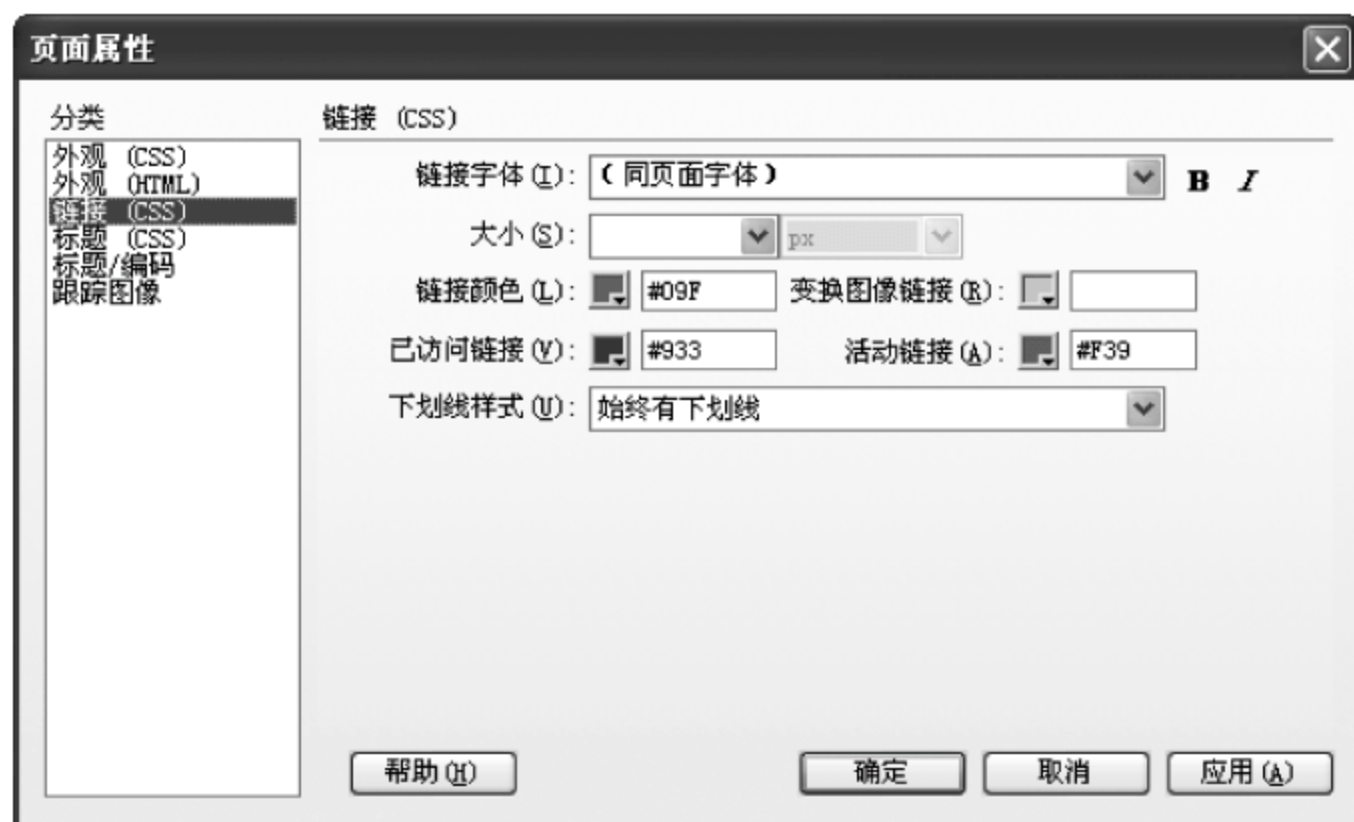 页面属性
分类
外观 (CSS)
外观 (HTML)
链接 (CSS)
标题 (CSS)
标题/编码
跟踪图像
链接 (CSS)
链接字体(I): (同页面字体) B I
大小(S): px
链接颜色(L): #09F 变换图像链接(R):
已访问链接(V): #933 活动链接(A): #F39
下划线样式(U): 始终有下划线
帮助(H) 确定 取消 应用(A)